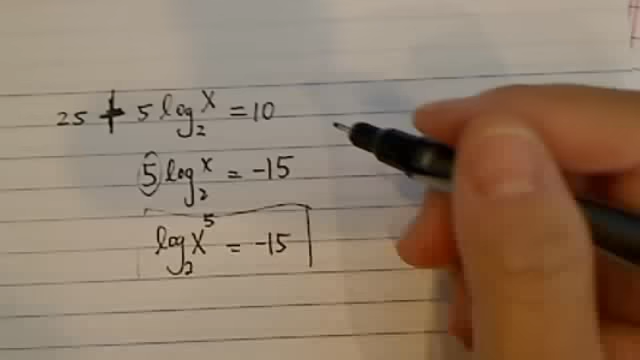 25 + 5 log₂ x = 10
5 log₂ x = -15
log₂ x⁵ = -15